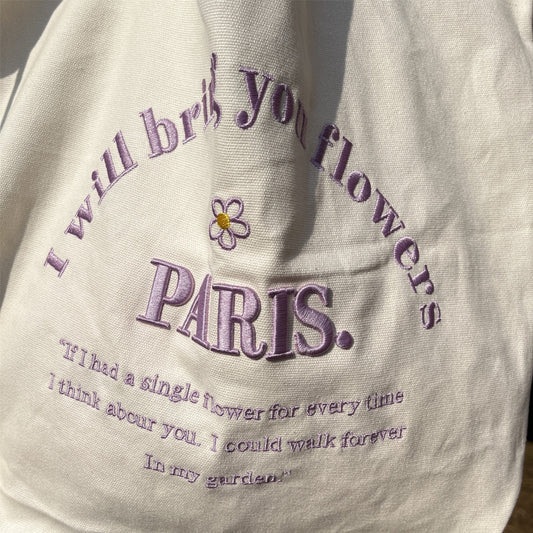 I will bring you flowers
PARIS.
"If I had a single flower for every time
I think abour you. I could walk forever
In my garden."